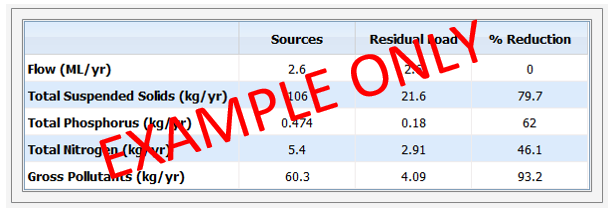 Sources Residual Load % Reduction
Flow (ML/yr) 2.6 2.6 0
Total Suspended Solids (kg/yr) 106 21.6 79.7
Total Phosphorus (kg/yr) 0.474 0.18 62
Total Nitrogen (kg/yr) 5.4 2.91 46.1
Gross Pollutants (kg/yr) 60.3 4.09 93.2
EXAMPLE ONLY